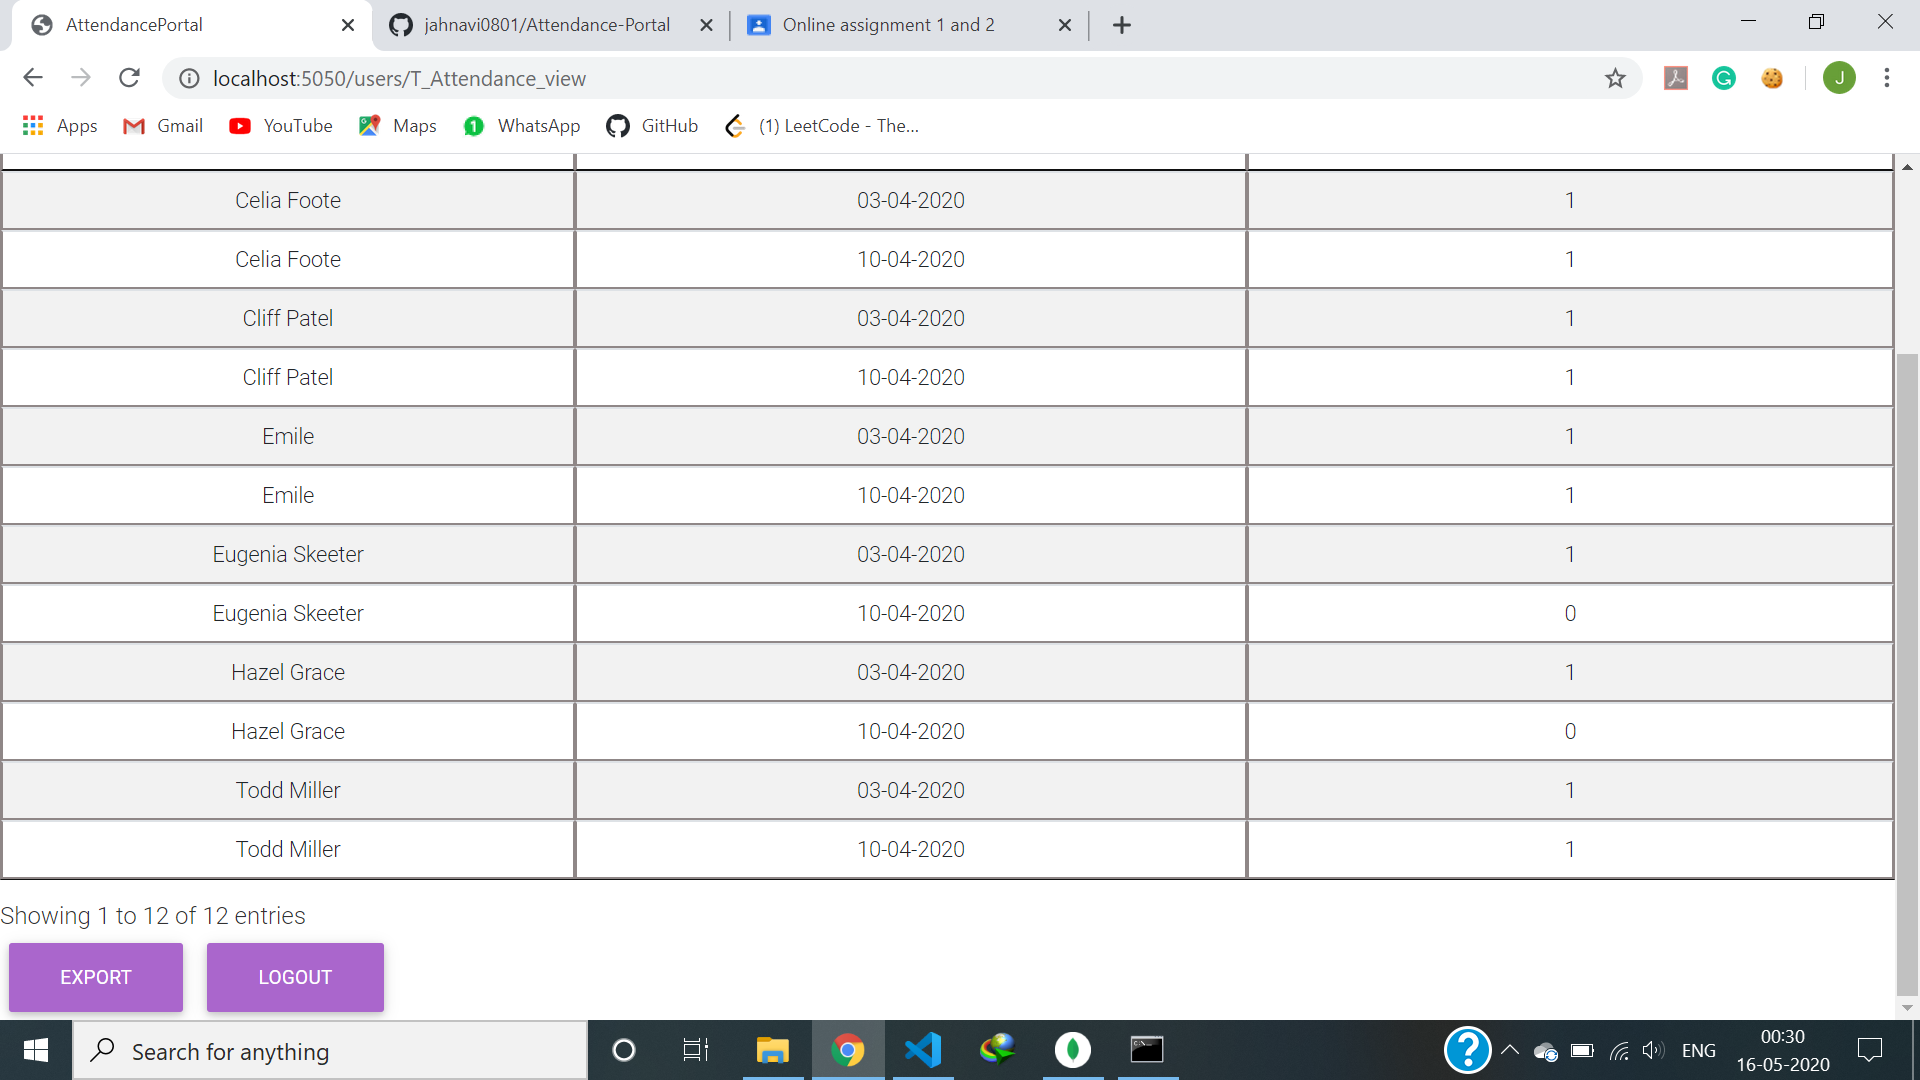 AttendancePortal
jahnavi0801/Attendance-Portal
Online assignment 1 and 2
localhost:5050/users/T_Attendance_view
J
Apps
Gmail
YouTube
Maps
1 WhatsApp
GitHub
(1) LeetCode - The...
Celia Foote 03-04-2020 1
Celia Foote 10-04-2020 1
Cliff Patel 03-04-2020 1
Cliff Patel 10-04-2020 1
Emile 03-04-2020 1
Emile 10-04-2020 1
Eugenia Skeeter 03-04-2020 1
Eugenia Skeeter 10-04-2020 0
Hazel Grace 03-04-2020 1
Hazel Grace 10-04-2020 0
Todd Miller 03-04-2020 1
Todd Miller 10-04-2020 1
Showing 1 to 12 of 12 entries
EXPORT
LOGOUT
Search for anything
ENG
00:30
16-05-2020